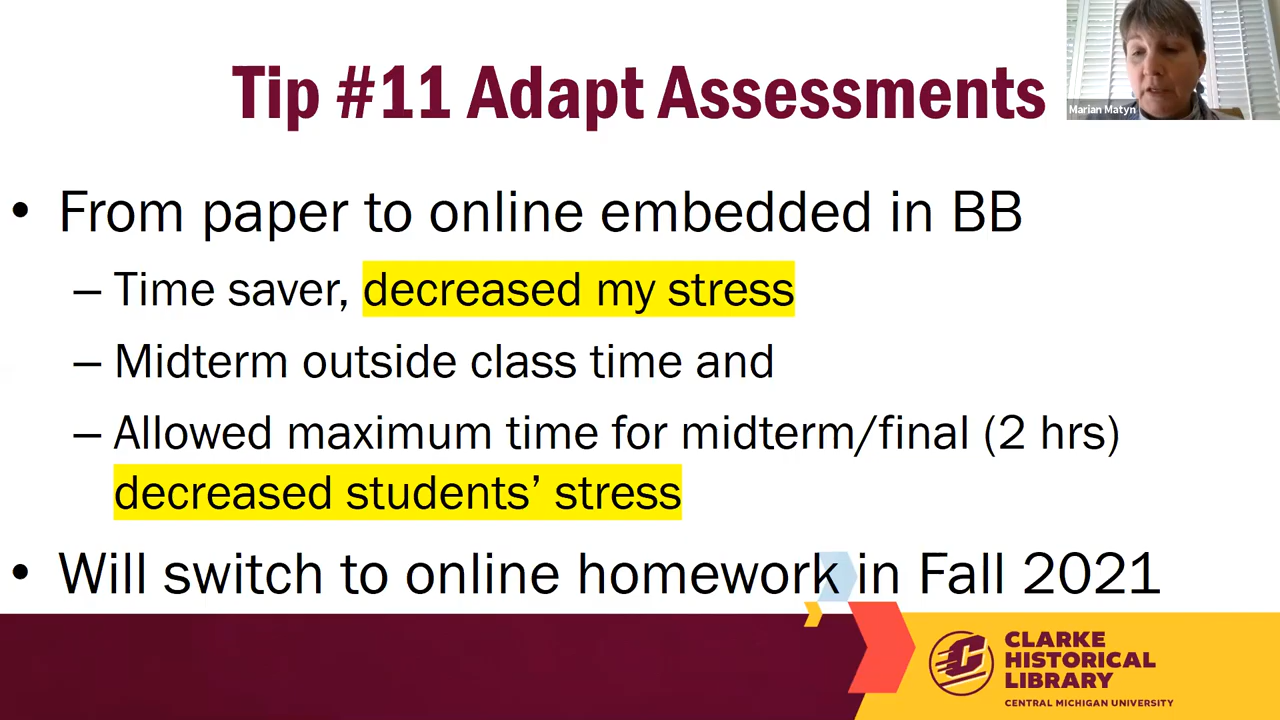 Tip #11 Adapt Assessments
Marian Matyn
• From paper to online embedded in BB
– Time saver, decreased my stress
– Midterm outside class time and
– Allowed maximum time for midterm/final (2 hrs)
decreased students’ stress
• Will switch to online homework in Fall 2021
CLARKE
HISTORICAL
LIBRARY
CENTRAL MICHIGAN UNIVERSITY